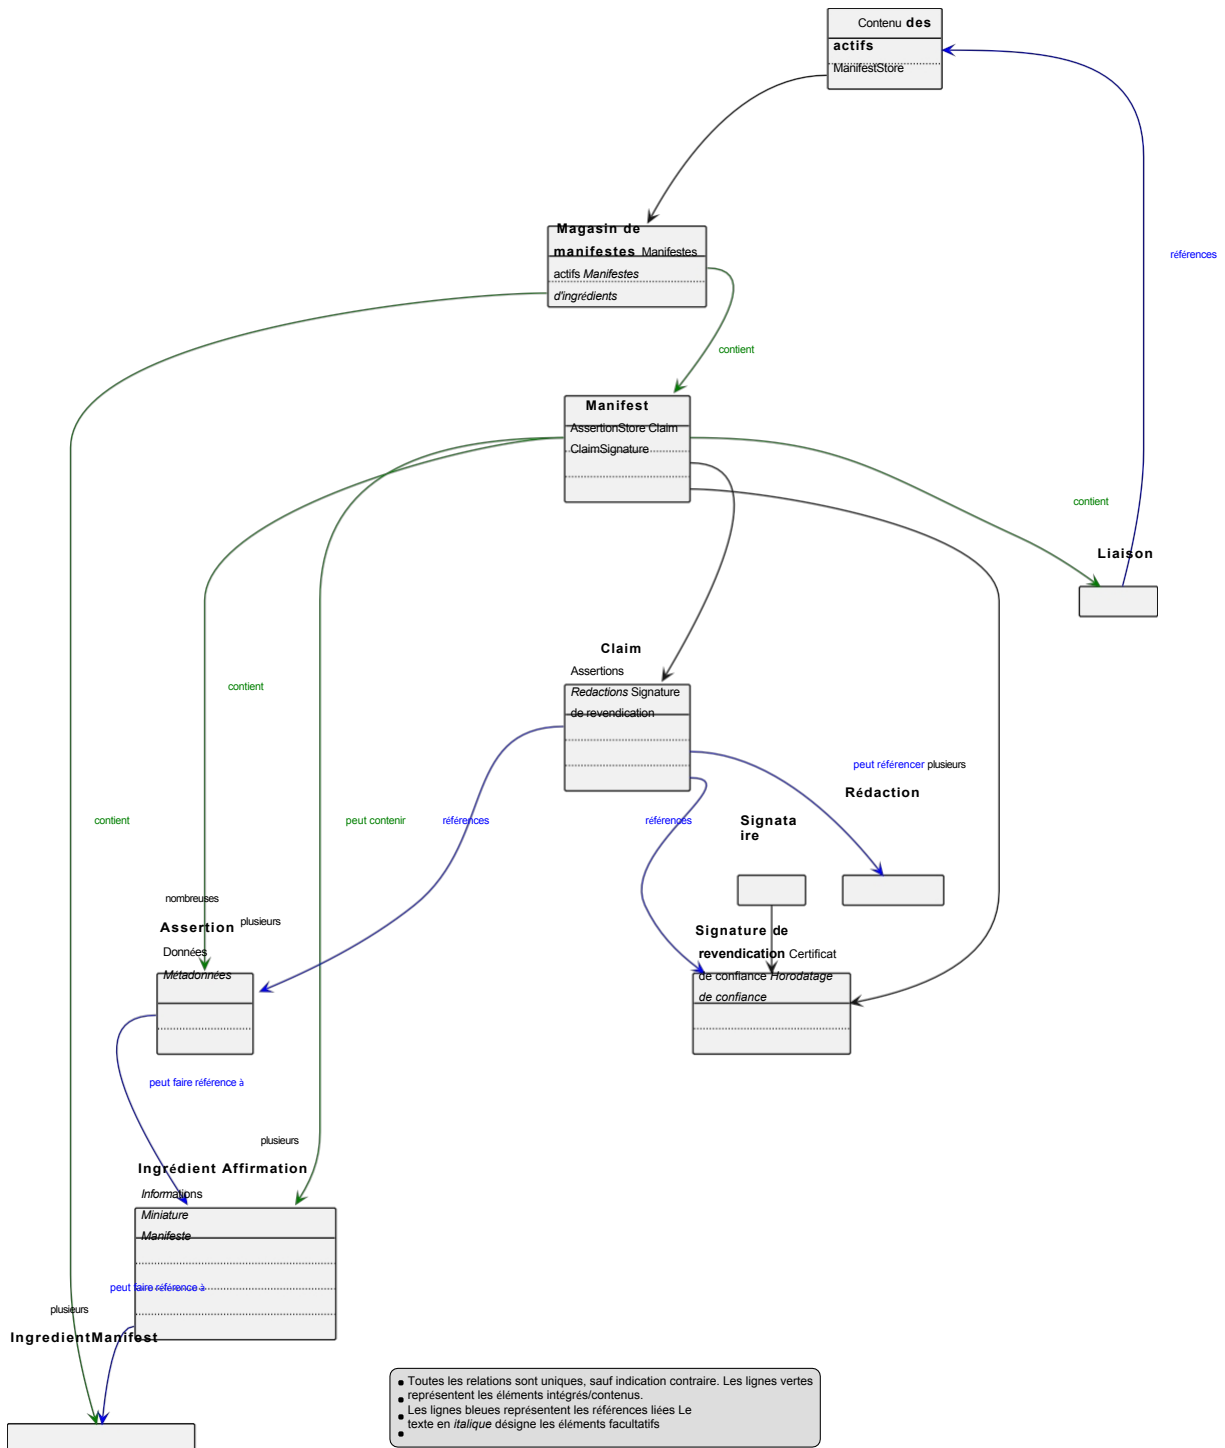 Contenu des
actifs
ManifestStore
Magasin de
manifestes Manifestes
actifs Manifestes
d'ingrédients
références
contient
Manifest
AssertionStore Claim
ClaimSignature
contient
Liaison
Claim
Assertions
Redactions Signature
de revendication
contient
peut référencer plusieurs
Rédaction
contient
peut contenir
références
références
Signata
ire
nombreuses
plusieurs
Assertion
Données
Métadonnées
Signature de
revendication Certificat
de confiance Horodatage
de confiance
peut faire référence à
plusieurs
Ingrédient Affirmation
Informations
Miniature
Manifeste
peut faire référence à
plusieurs
IngredientManifest
Toutes les relations sont uniques, sauf indication contraire. Les lignes vertes
représentent les éléments intégrés/contenus.
Les lignes bleues représentent les références liées Le
texte en italique désigne les éléments facultatifs